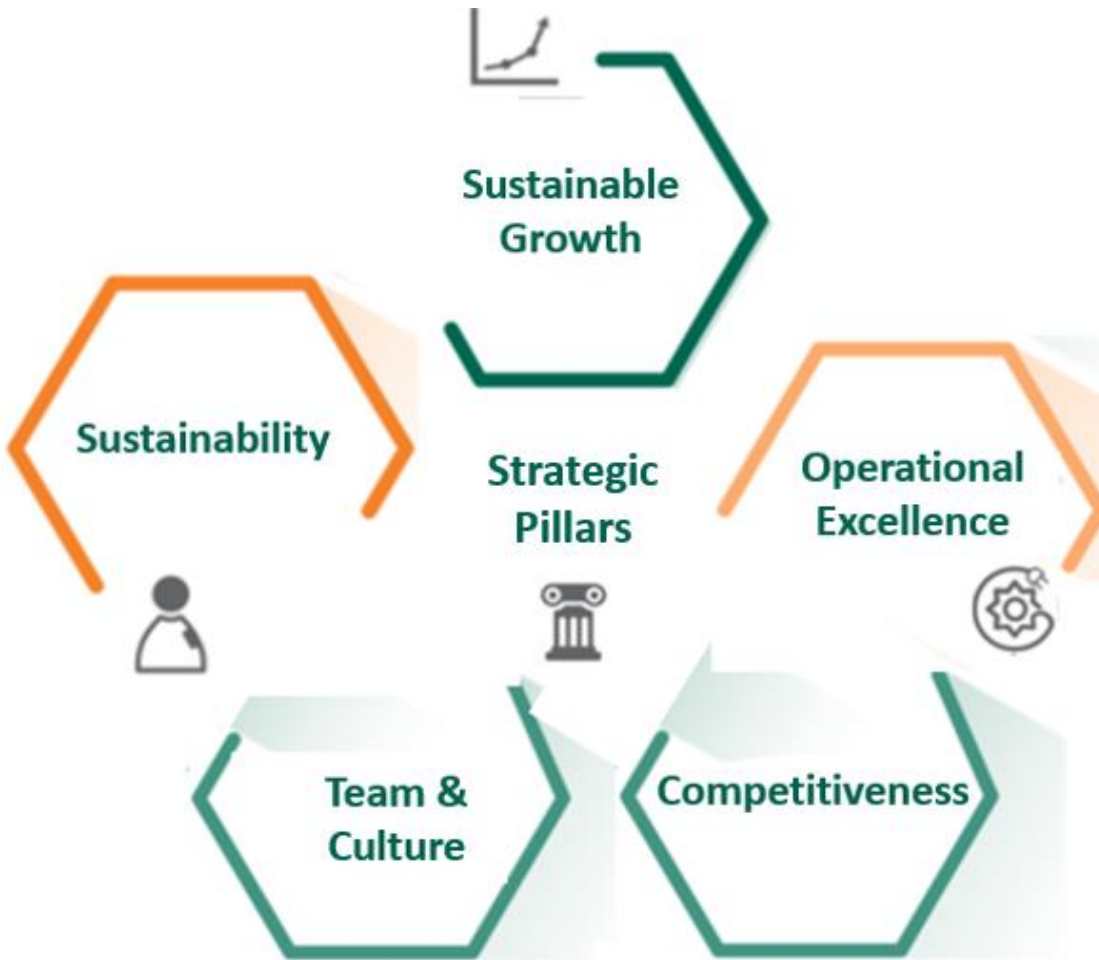 Sustainable
Growth
Sustainability
Strategic
Pillars
Operational
Excellence
Team &
Culture
Competitiveness